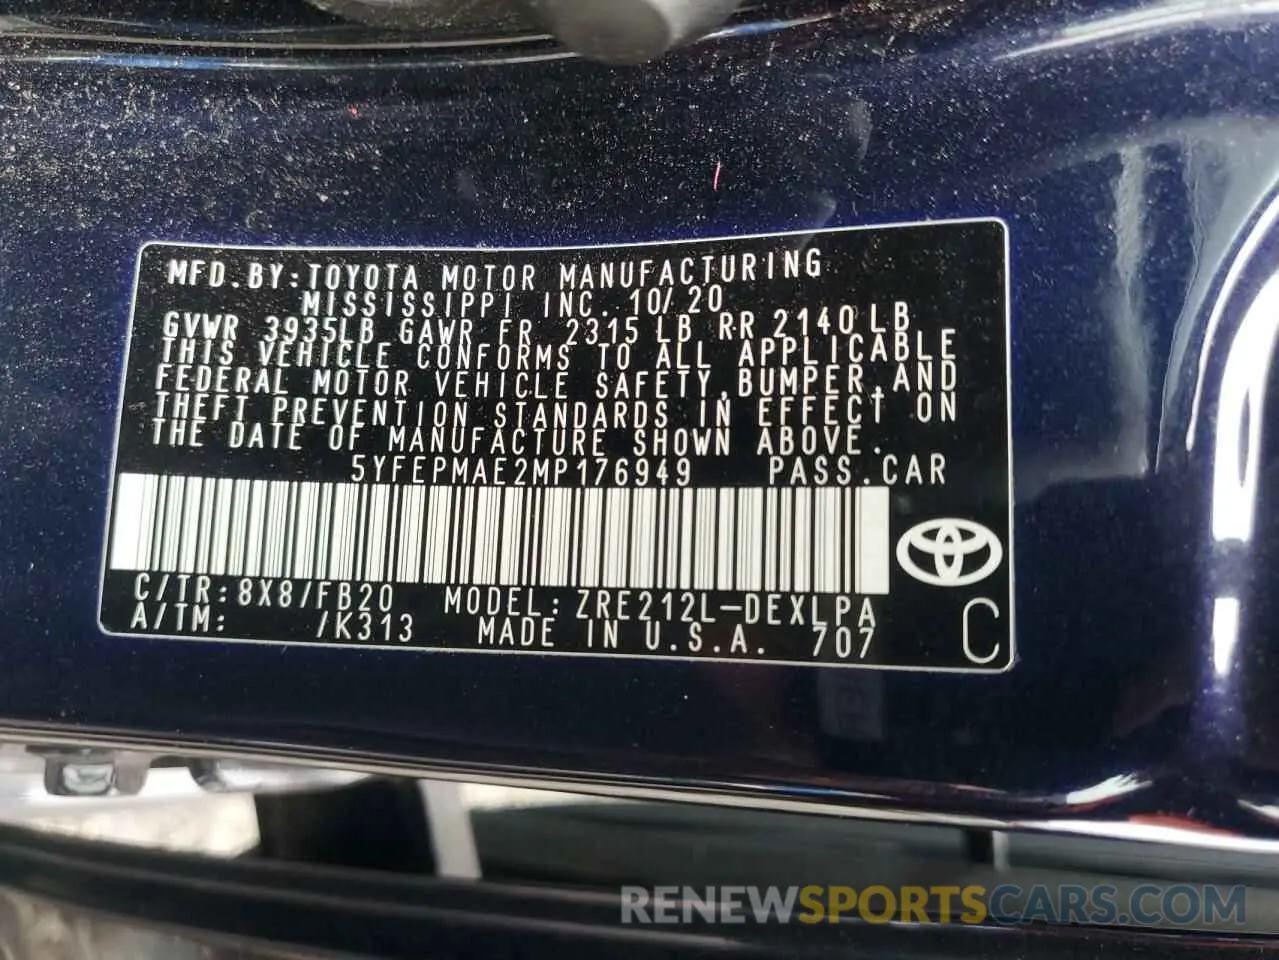 MFD.BY:TOYOTA MOTOR MANUFACTURING
MISSISSIPPI INC. 10/20
GVWR 3935LB GAWR FR 2315 LB RR 2140 LB
THIS VEHICLE CONFORMS TO ALL APPLICABLE
FEDERAL MOTOR VEHICLE SAFETY,BUMPER,AND
THEFT PREVENTION STANDARDS IN EFFECT ON
THE DATE OF MANUFACTURE SHOWN ABOVE.
5YFEPMAE2MP176949 PASS.CAR
C/TR:8X8/FB20 MODEL:ZRE212L-DEXLPA
A/TM: /K313 MADE IN U.S.A. 707
C
RENEWSPORTSCARS.COM